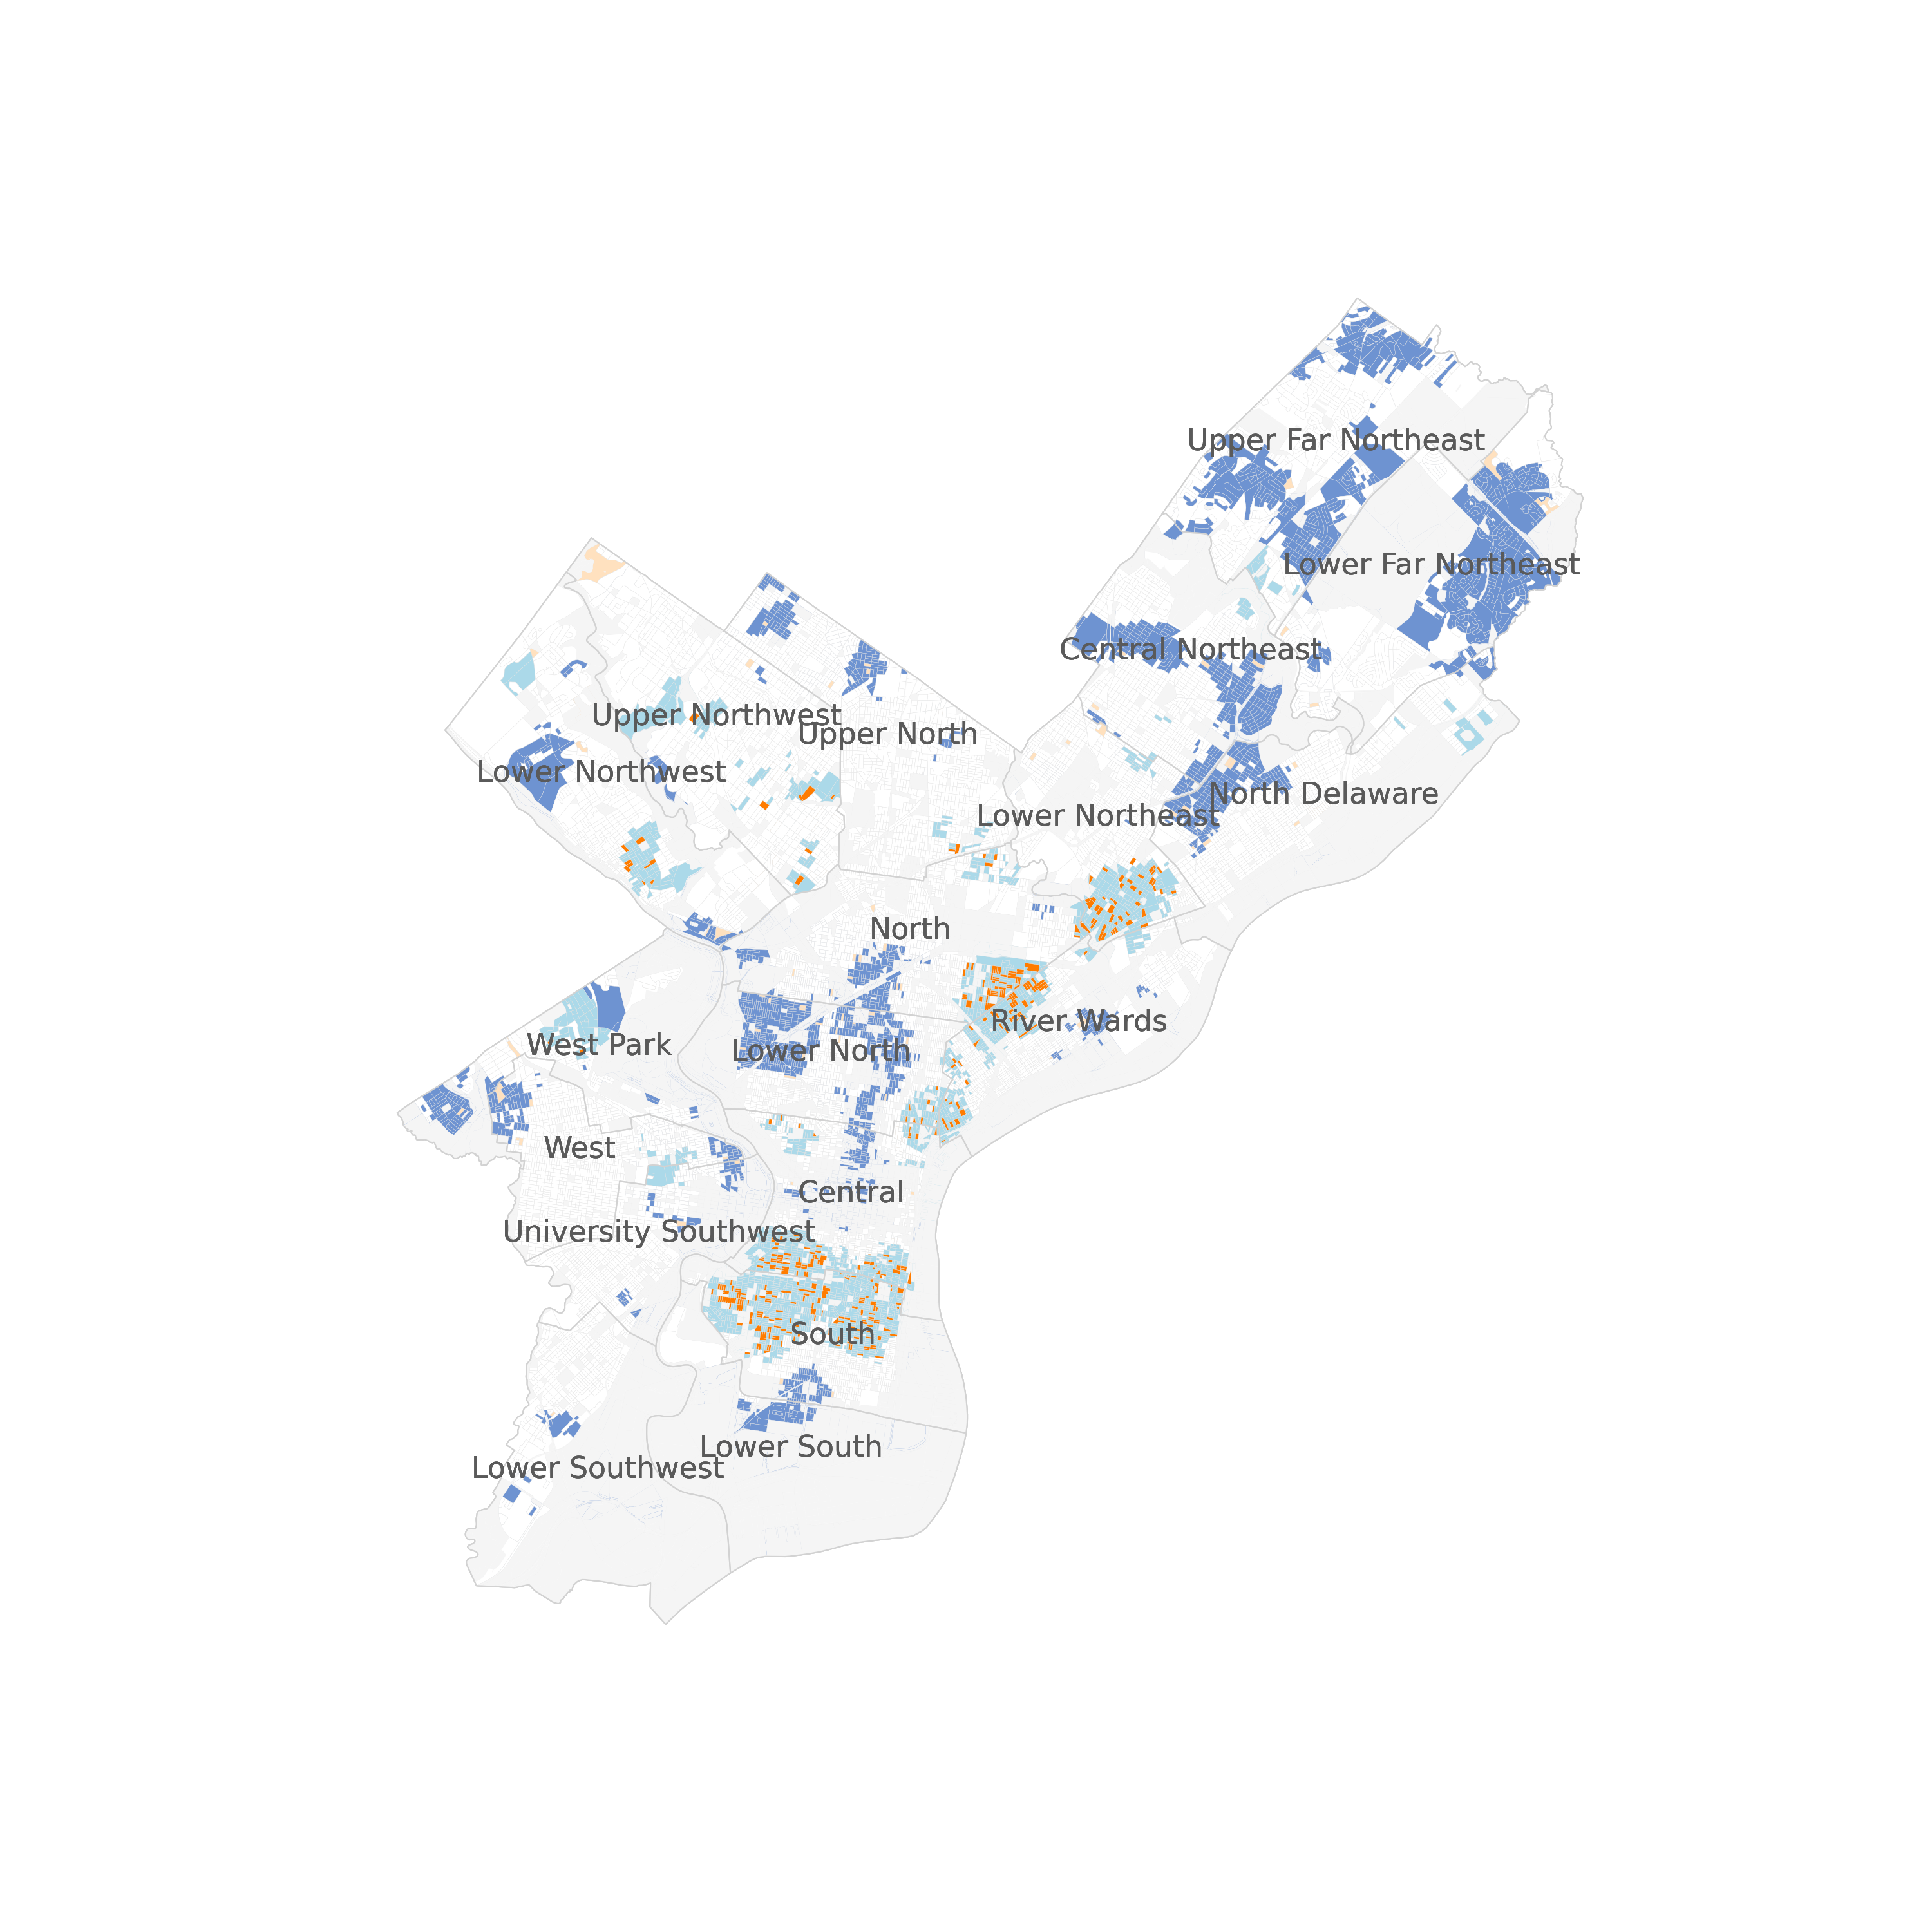 Upper Far Northeast
Lower Far Northeast
Central Northeast
Upper Northwest
Upper North
Lower Northwest
North Delaware
Lower Northeast
North
River Wards
West Park
Lower North
West
Central
University Southwest
South
Lower South
Lower Southwest